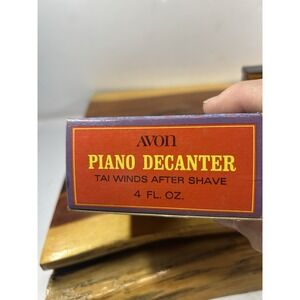 AVON
PIANO DECANTER
TAI WINDS AFTER SHAVE
4 FL. OZ.